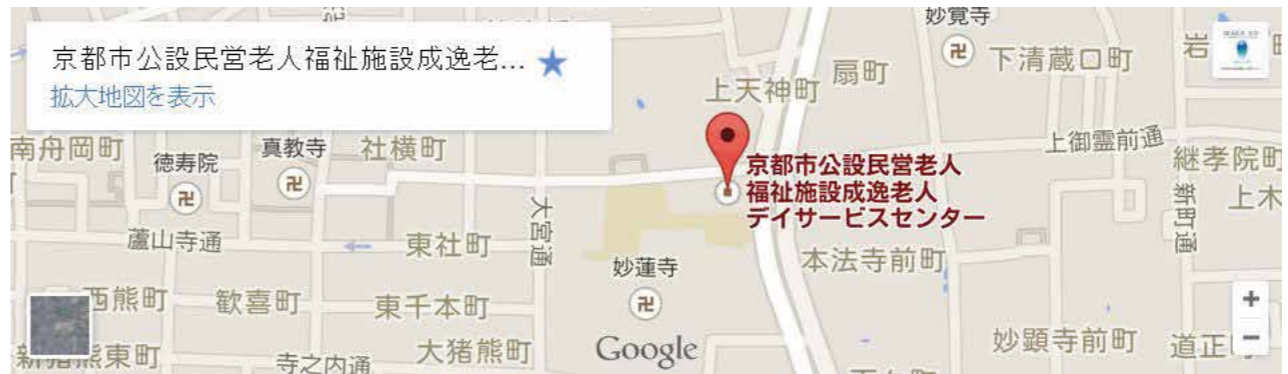 京都市公設民営老人福祉施設成逸老...
拡大地図を表示
妙覚寺
下清蔵口町
岩
扇町
上天神町
上御霊前通
南舟岡町
徳寿院
真教寺
社横町
継孝院町
京都市公設民営老人
福祉施設成逸老人
デイサービスセンター
上木
新町通
大宮通
蘆山寺通
東社町
妙蓮寺
本法寺前町
西熊町
歓喜町
東千本町
+
−
新猪熊東町
寺之内通
大猪熊町
Google
妙顕寺前町
道正